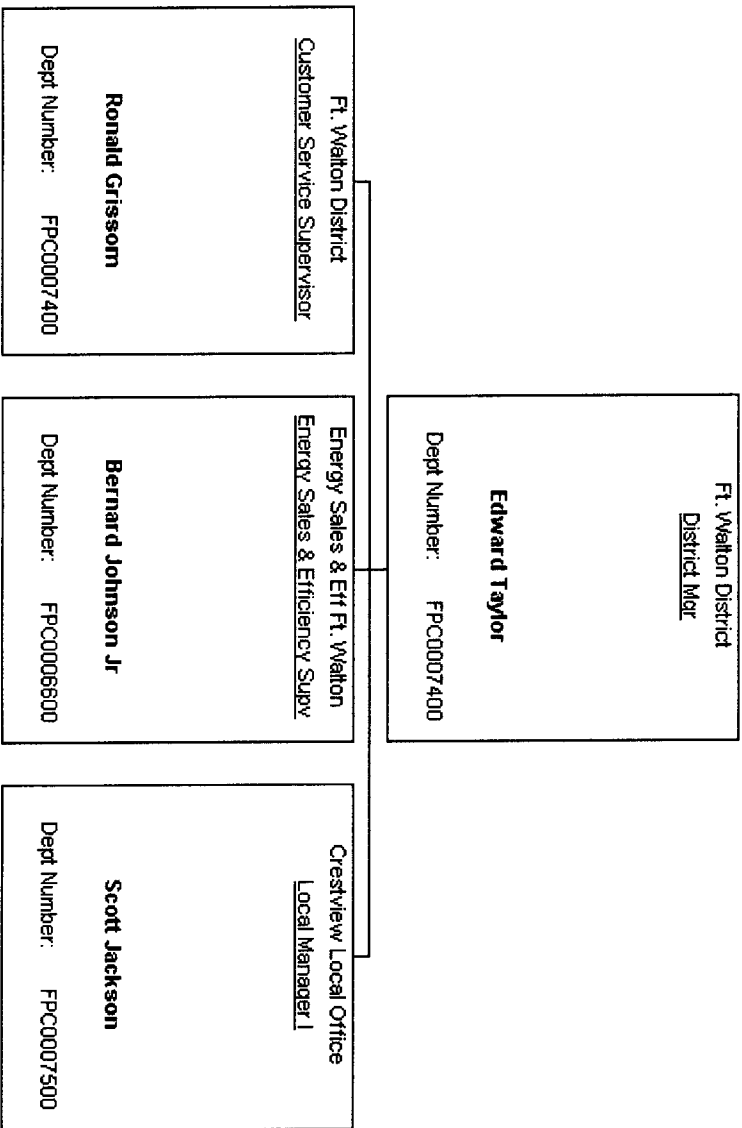 Ft. Walton District
District Mgr
Edward Taylor
Dept Number: FPC0007400
Ft. Walton District
Customer Service Supervisor
Ronald Grissom
Dept Number: FPC0007400
Energy Sales & Eff Ft. Walton
Energy Sales & Efficiency Supv
Bernard Johnson Jr
Dept Number: FPC0006600
Crestview Local Office
Local Manager I
Scott Jackson
Dept Number: FPC0007500